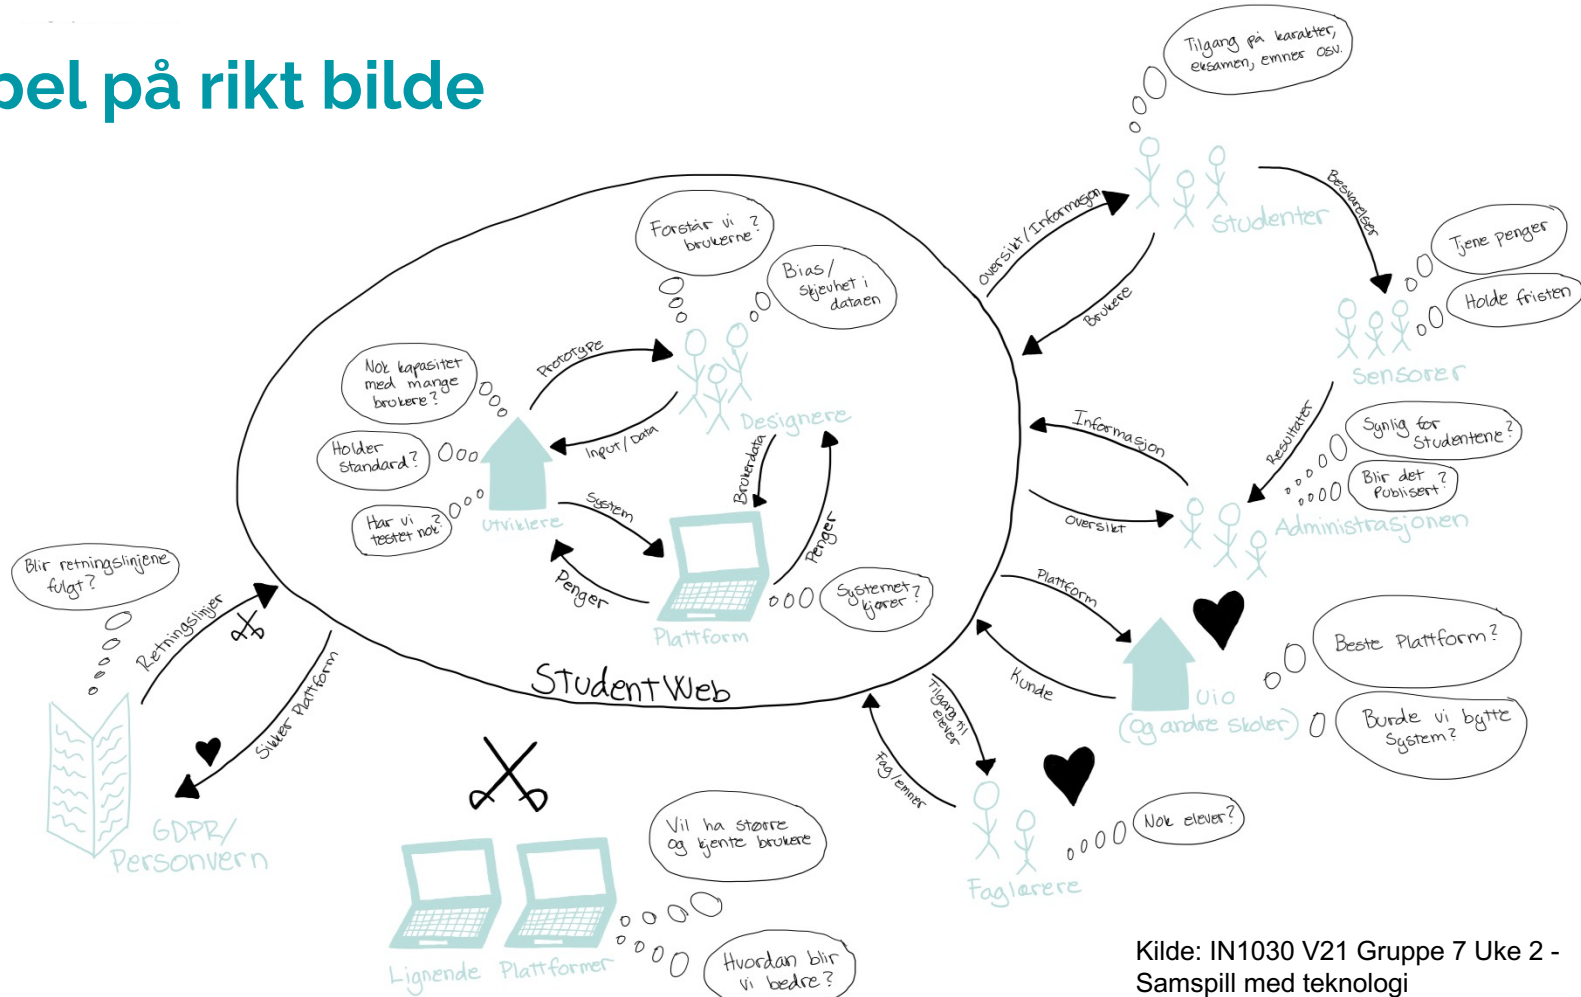 pel på rikt bilde
Tilgang på karakter,
eksamen, emner osv.
Studenter
Besvarelser
Oversikt/Informasjon
Brukere
Tjene penger
Holde fristen
Sensorer
Resultater
Synlig for
Studentene?
Blir det
Publisert?
Administrasjonen
Informasjon
Oversikt
Forstår vi
brukerne?
Bias/
Skjevhet i
dataen
Designere
Prototype
Input/Data
Nok kapasitet
med mange
brukere?
Holder
Standard?
Har vi
testet nok?
Utviklere
System
Penger
Brukerdata
Penger
Plattform
Systemet
kjører?
StudentWeb
Blir retningslinjene
fulgt?
Retningslinjer
Sikker Plattform
GDPR/
Personvern
Plattform
Kunde
UiO
(og andre skoler)
Beste Plattform?
Burde vi bytte
System?
Tilgang til
elever
Fag/emner
Faglærere
Nok elever?
Vil ha større
og kjente brukere
Hvordan blir
vi bedre?
Lignende Plattformer
Kilde: IN1030 V21 Gruppe 7 Uke 2 -
Samspill med teknologi